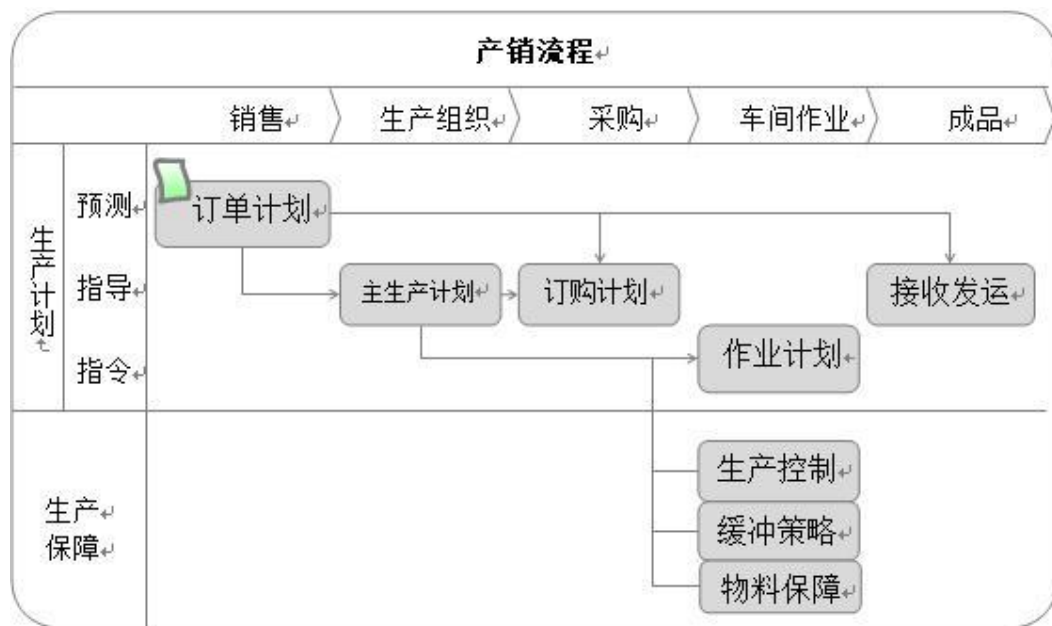 产销流程
销售
生产组织
采购
车间作业
成品
生产计划
预测
订单计划
指导
主生产计划
订购计划
接收发运
指令
作业计划
生产
保障
生产控制
缓冲策略
物料保障